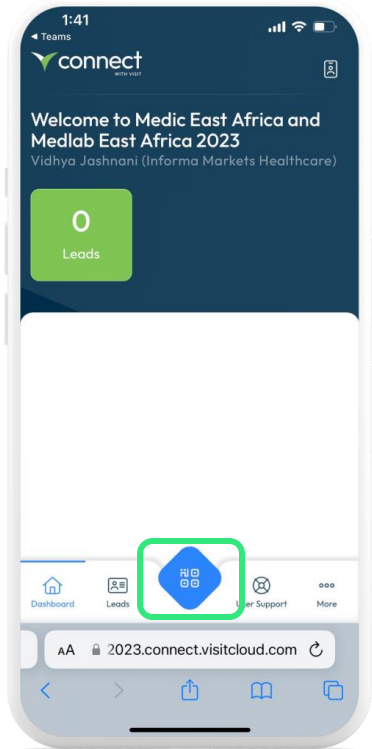 1:41
◀ Teams
connect
WITH VISIT
Welcome to Medic East Africa and
Medlab East Africa 2023
Vidhya Jashnani (Informa Markets Healthcare)
0
Leads
Dashboard
Leads
User Support
More
AA 2023.connect.visitcloud.com